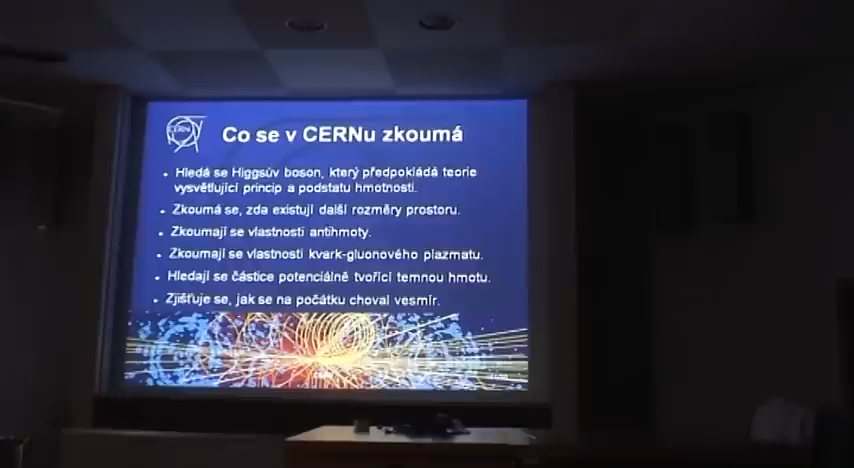 CERN
Co se v CERNu zkoumá
• Hledá se Higgsův boson, který předpokládá teorie
vysvětlující princip a podstatu hmotnosti.
• Zkoumá se, zda existují další rozměry prostoru.
• Zkoumají se vlastnosti antihmoty.
• Zkoumají se vlastnosti kvark-gluonového plazmatu.
• Hledají se částice potenciálně tvořící temnou hmotu.
• Zjišťuje se, jak se na počátku choval vesmír.